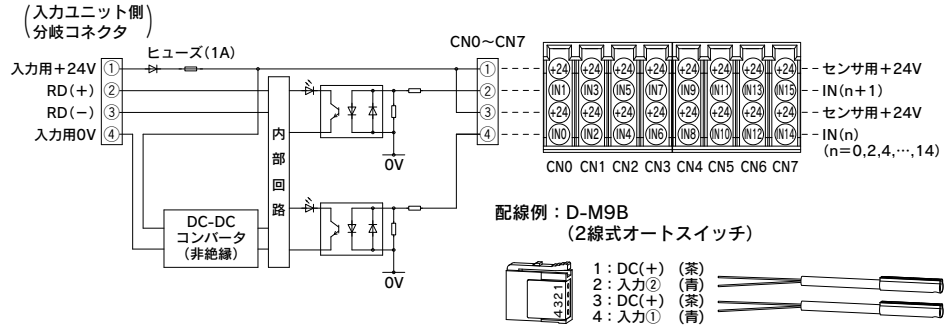 (入力ユニット側
分岐コネクタ)
ヒューズ(1A)
入力用+24V ①
RD(+) ②
RD(−) ③
入力用0V ④
内部回路
DC-DC
コンバータ
(非絶縁)
0V
0V
CN0~CN7
①
②
③
④
+24 +24 +24 +24 +24 +24 +24 +24 センサ用+24V
IN1 IN3 IN5 IN7 IN9 IN11 IN13 IN15 IN(n+1)
+24 +24 +24 +24 +24 +24 +24 +24 センサ用+24V
IN0 IN2 IN4 IN6 IN8 IN10 IN12 IN14 IN(n)
(n=0,2,4,…,14)
CN0 CN1 CN2 CN3 CN4 CN5 CN6 CN7
配線例:D-M9B
(2線式オートスイッチ)
4321
1:DC(+) (茶)
2:入力② (青)
3:DC(+) (茶)
4:入力① (青)